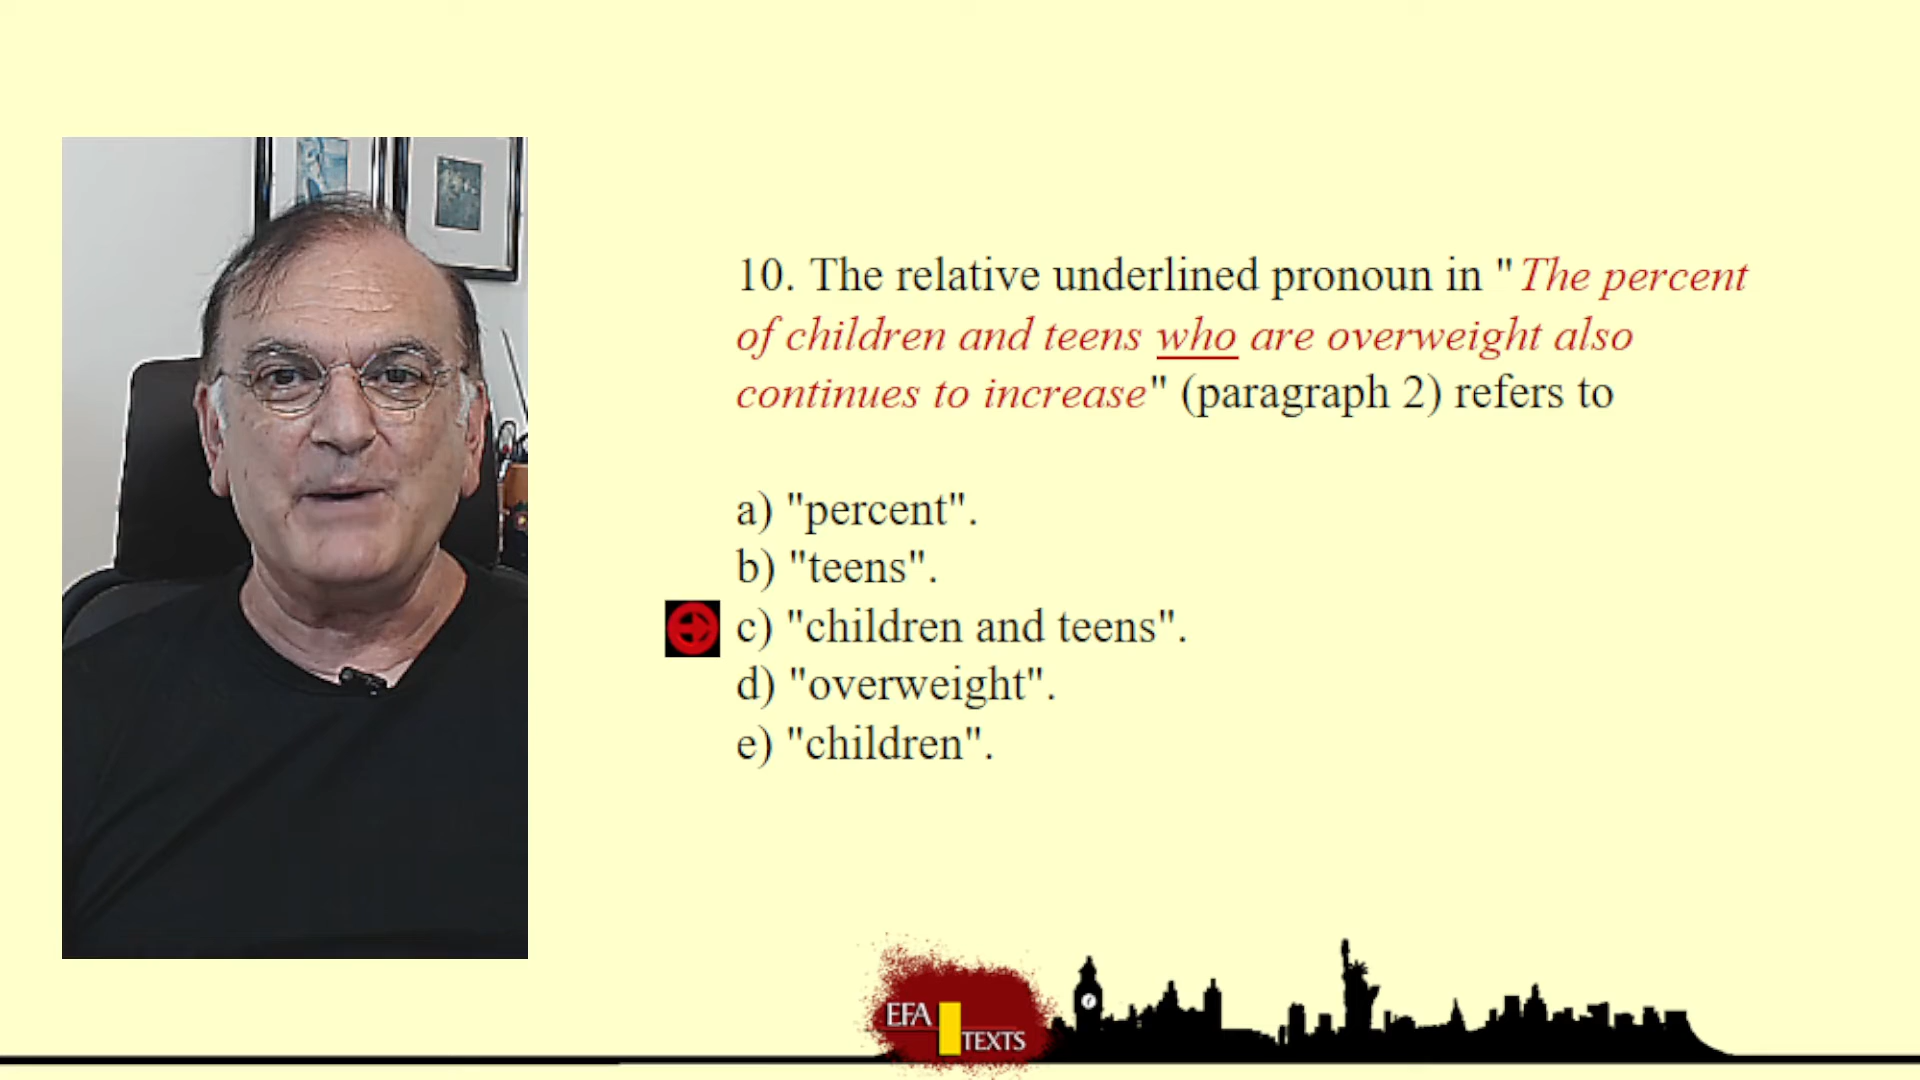 10. The relative underlined pronoun in "The percent
of children and teens who are overweight also
continues to increase" (paragraph 2) refers to
a) "percent".
b) "teens".
c) "children and teens".
d) "overweight".
e) "children".
EFA
TEXTS